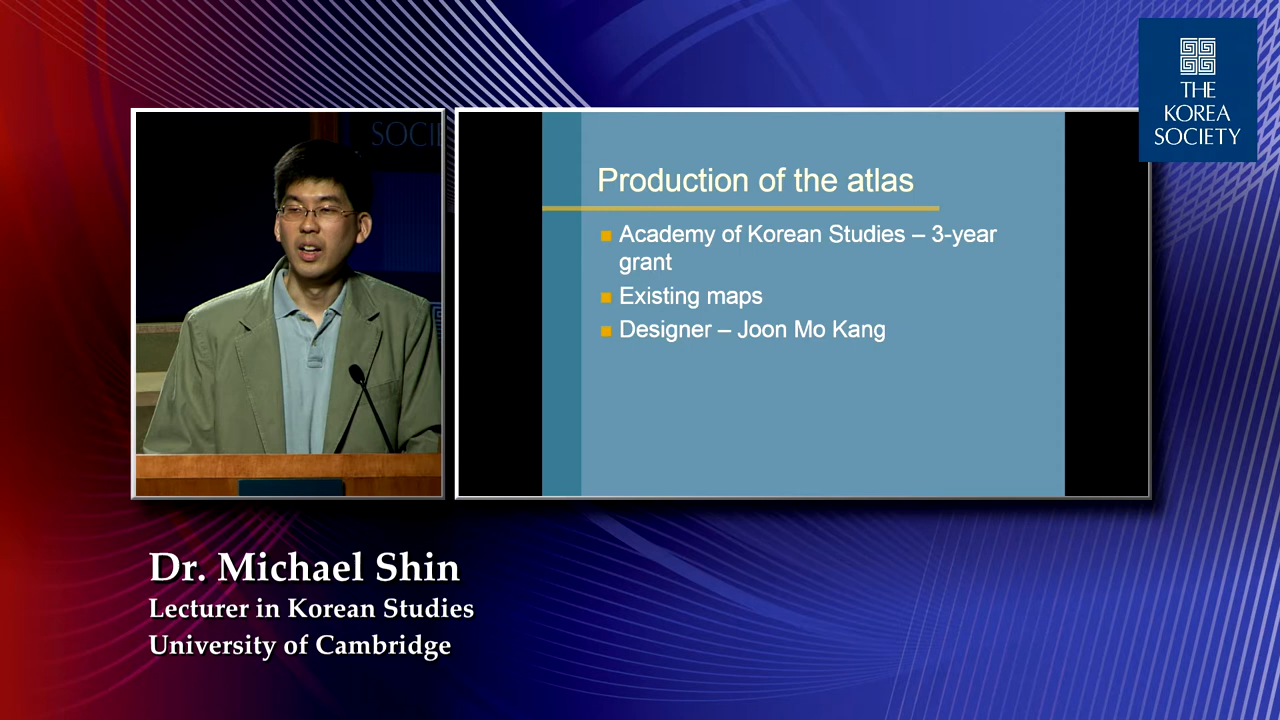 THE
KOREA
SOCIETY
SOCIE
Production of the atlas
Academy of Korean Studies – 3-year
grant
Existing maps
Designer – Joon Mo Kang
Dr. Michael Shin
Lecturer in Korean Studies
University of Cambridge